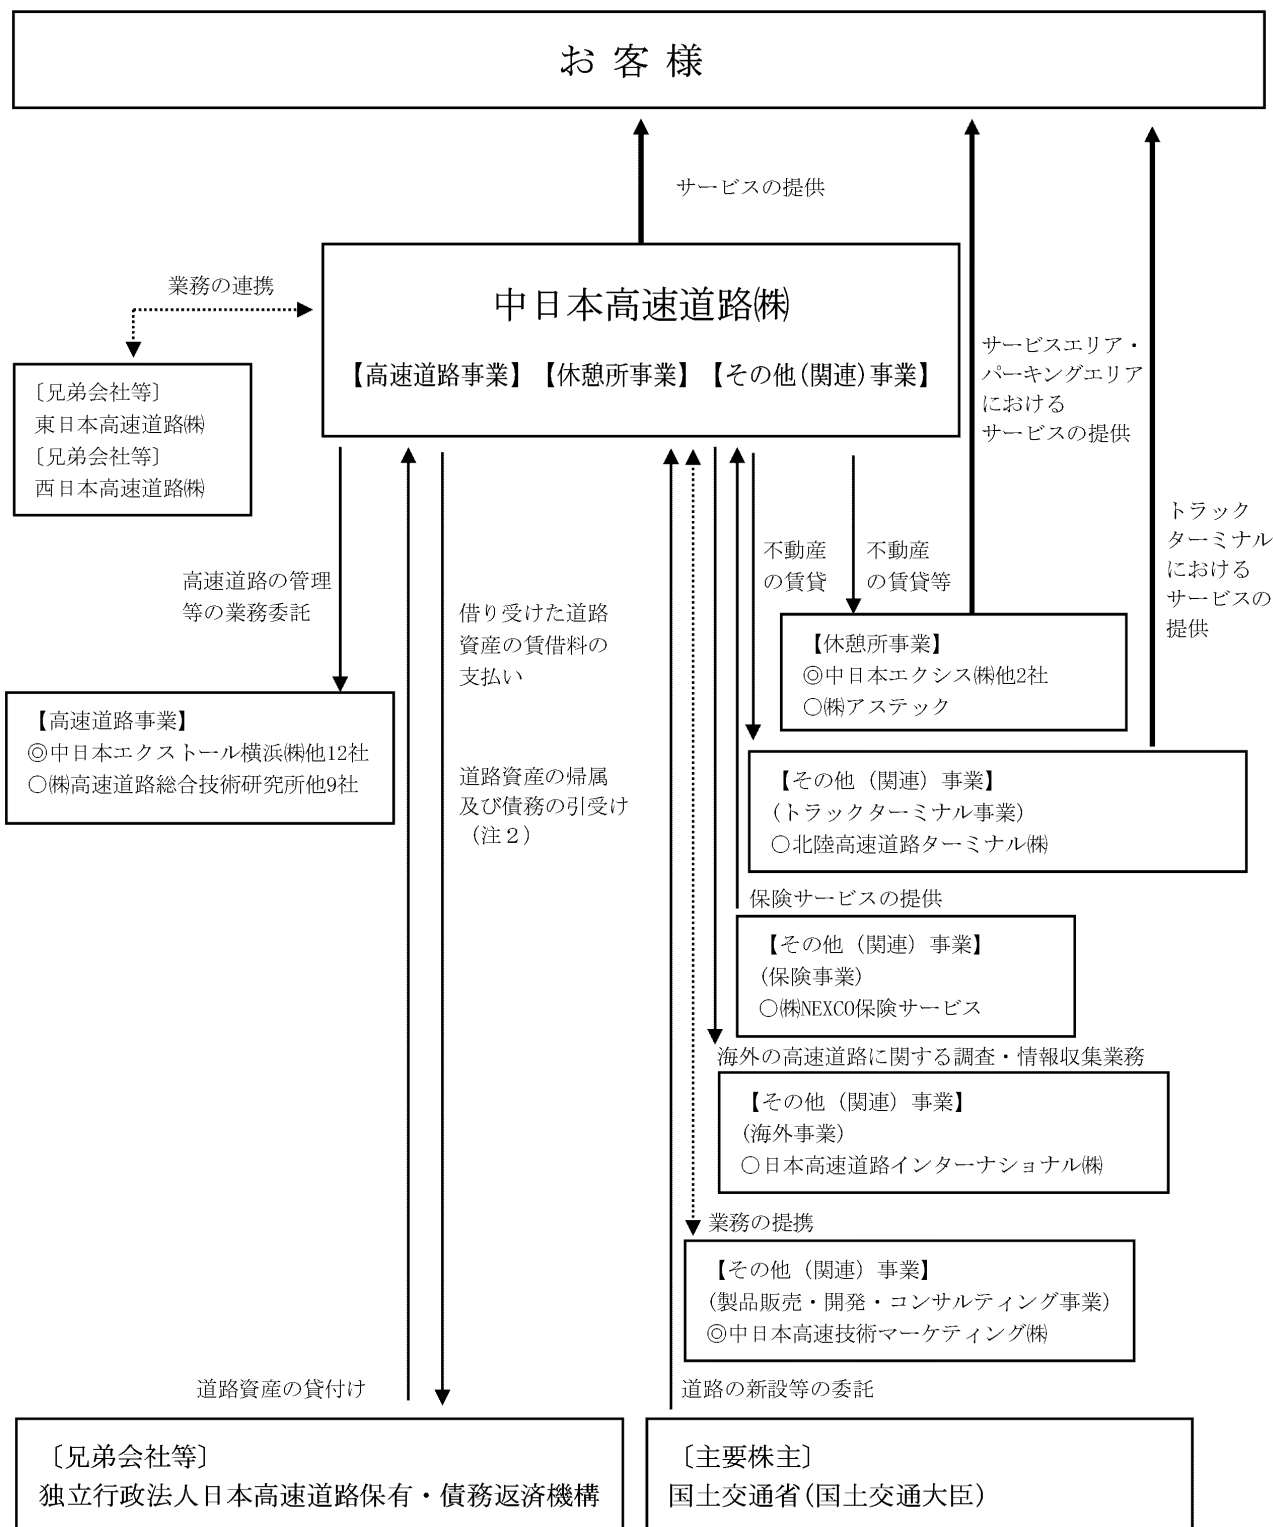 お客様
サービスの提供
業務の連携
中日本高速道路㈱
【高速道路事業】【休憩所事業】【その他(関連)事業】
サービスエリア・
パーキングエリア
における
サービスの提供
〔兄弟会社等〕
東日本高速道路㈱
〔兄弟会社等〕
西日本高速道路㈱
トラック
ターミナル
における
サービスの
提供
高速道路の管理
等の業務委託
借り受けた道路
資産の賃借料の
支払い
不動産
の賃貸
不動産
の賃貸等
【休憩所事業】
◎中日本エクシス㈱他2社
○㈱アステック
【高速道路事業】
◎中日本エクストール横浜㈱他12社
○㈱高速道路総合技術研究所他9社
道路資産の帰属
及び債務の引受け
（注２）
【その他（関連）事業】
(トラックターミナル事業)
○北陸高速道路ターミナル㈱
保険サービスの提供
【その他（関連）事業】
(保険事業)
○㈱NEXCO保険サービス
海外の高速道路に関する調査・情報収集業務
【その他（関連）事業】
(海外事業)
○日本高速道路インターナショナル㈱
業務の提携
【その他（関連）事業】
(製品販売・開発・コンサルティング事業)
◎中日本高速技術マーケティング㈱
道路資産の貸付け
道路の新設等の委託
〔兄弟会社等〕
独立行政法人日本高速道路保有・債務返済機構
〔主要株主〕
国土交通省(国土交通大臣)